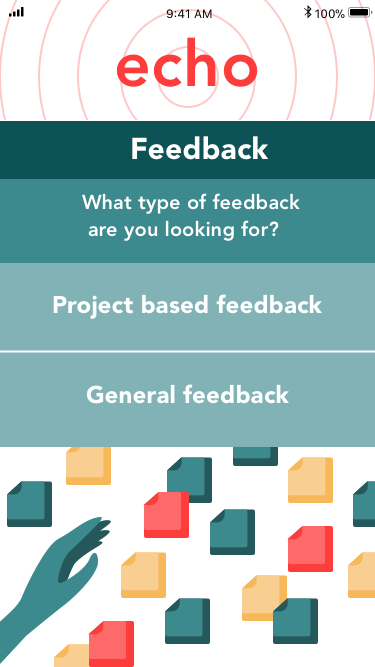 9:41 AM 100%
echo
Feedback
What type of feedback
are you looking for?
Project based feedback
General feedback